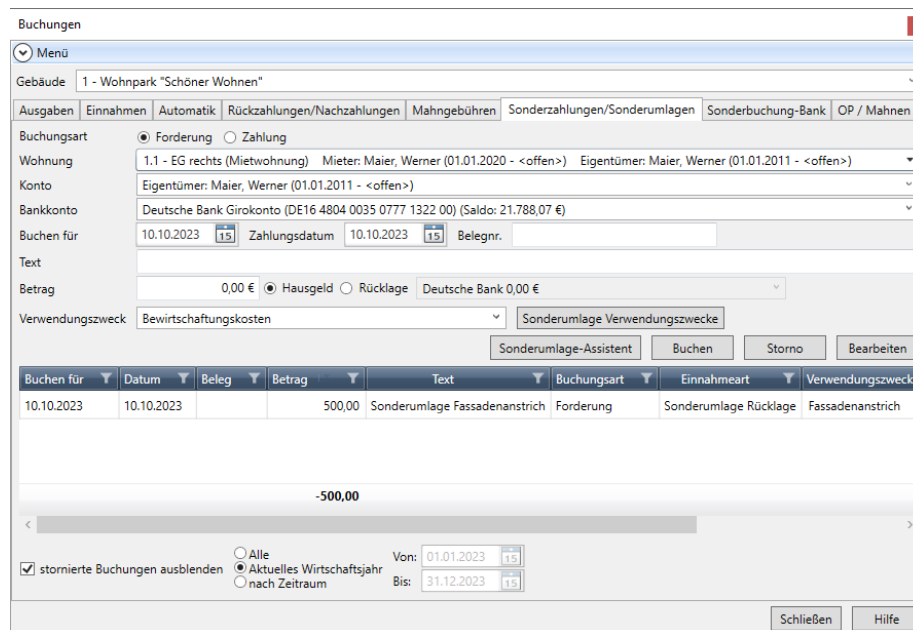 Buchungen
Menü
Gebäude 1 - Wohnpark "Schöner Wohnen"
Ausgaben Einnahmen Automatik Rückzahlungen/Nachzahlungen Mahngebühren Sonderzahlungen/Sonderumlagen Sonderbuchung-Bank OP / Mahnen
Buchungsart Forderung Zahlung
Wohnung 1.1 - EG rechts (Mietwohnung) Mieter: Maier, Werner (01.01.2020 - <offen>) Eigentümer: Maier, Werner (01.01.2011 - <offen>)
Konto Eigentümer: Maier, Werner (01.01.2011 - <offen>)
Bankkonto Deutsche Bank Girokonto (DE16 4804 0035 0777 1322 00) (Saldo: 21.788,07 €)
Buchen für 10.10.2023 15 Zahlungsdatum 10.10.2023 15 Belegnr.
Text
Betrag 0,00 € Hausgeld Rücklage Deutsche Bank 0,00 €
Verwendungszweck Bewirtschaftungskosten Sonderumlage Verwendungszwecke
Sonderumlage-Assistent Buchen Storno Bearbeiten
Buchen für Datum Beleg Betrag Text Buchungsart Einnahmeart Verwendungszweck
10.10.2023 10.10.2023 500,00 Sonderumlage Fassadenanstrich Forderung Sonderumlage Rücklage Fassadenanstrich
-500,00
stornierte Buchungen ausblenden
Alle
Aktuelles Wirtschaftsjahr
nach Zeitraum
Von: 01.01.2023 15
Bis: 31.12.2023 15
Schließen Hilfe